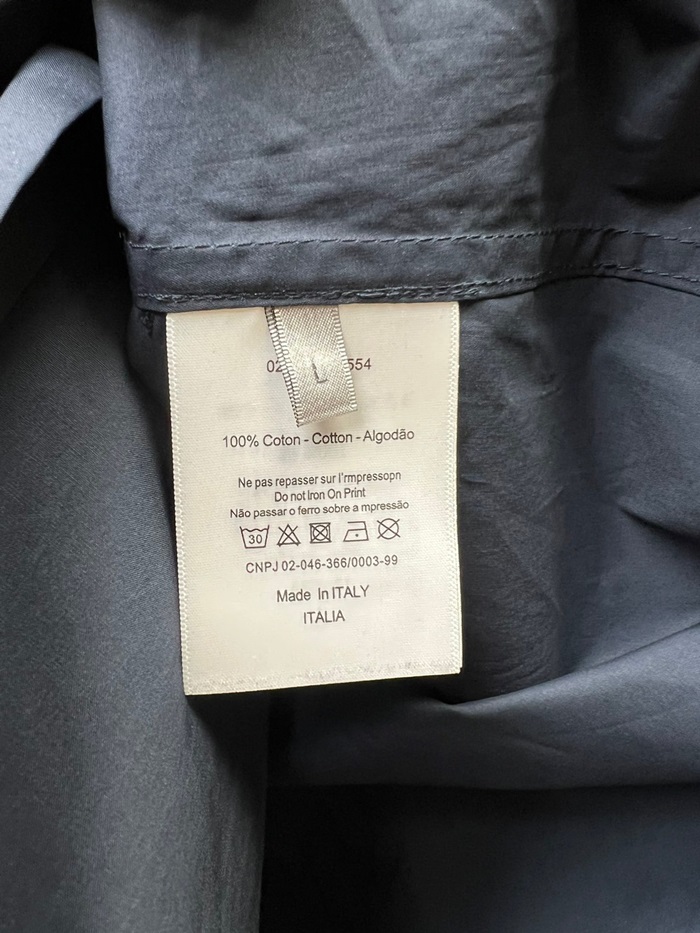 02 554
L
100% Coton - Cotton - Algodão
Ne pas repasser sur l'rmpressopn
Do not Iron On Print
Não passar o ferro sobre a mpressão
30
CNPJ 02-046-366/0003-99
Made In ITALY
ITALIA